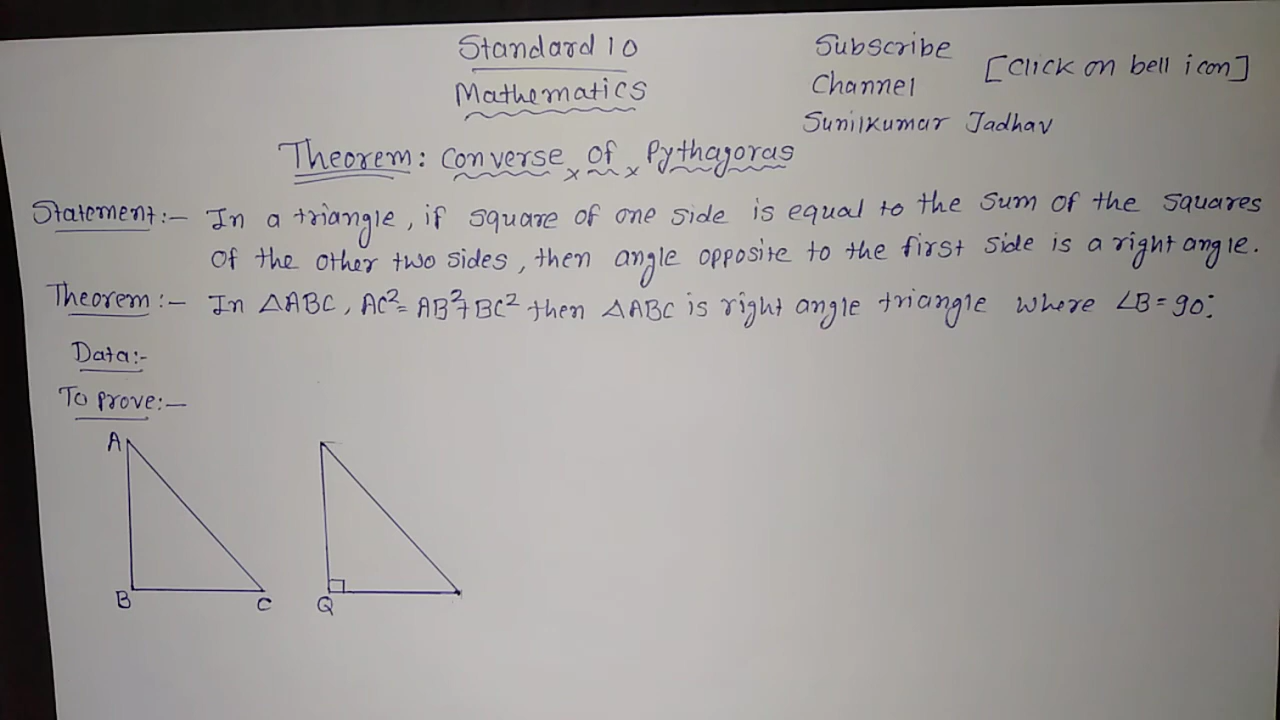 Standard 10
Mathematics
Subscribe
Channel
[Click on bell icon]
Sunilkumar Jadhav
Theorem: Converse of Pythagoras
Statement:- In a triangle, if square of one side is equal to the sum of the squares
of the other two sides, then angle opposite to the first side is a right angle.
Theorem:- In △ABC, AC²=AB²+BC² then △ABC is right angle triangle where ∠B=90°.
Data:-
To prove:-
A
B C Q